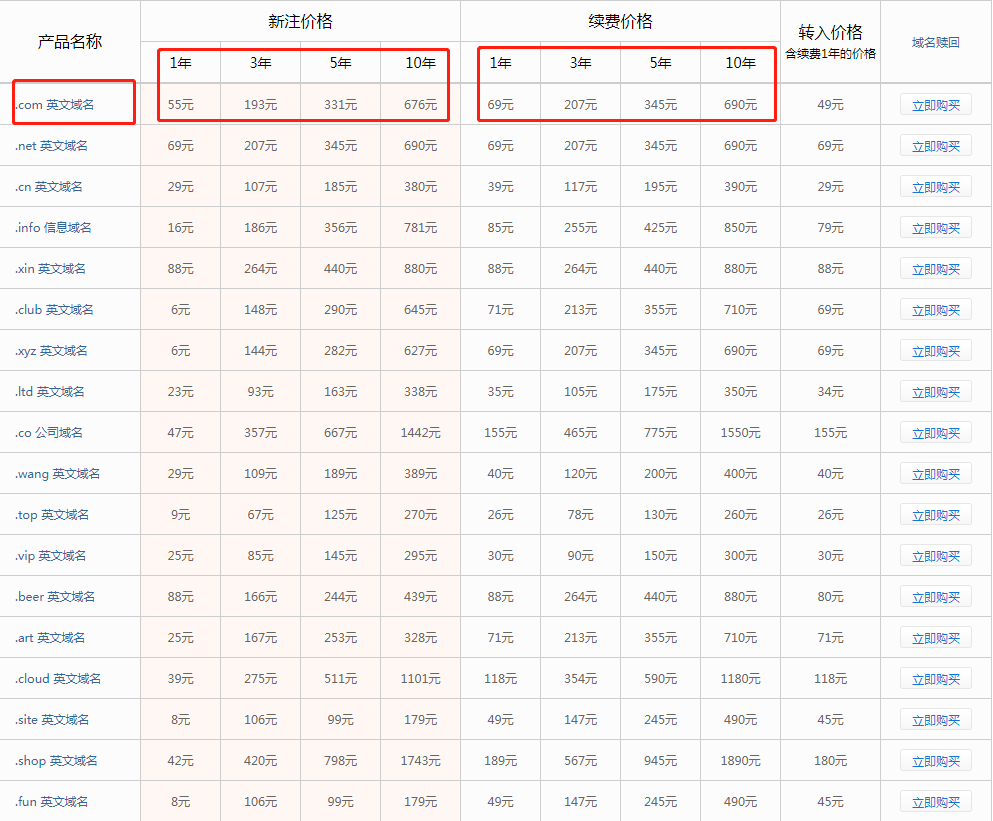 产品名称 新注价格 续费价格 转入价格 含续费1年的价格 域名赎回
1年 3年 5年 10年 1年 3年 5年 10年
.com 英文域名 55元 193元 331元 676元 69元 207元 345元 690元 49元 立即购买
.net 英文域名 69元 207元 345元 690元 69元 207元 345元 690元 69元 立即购买
.cn 英文域名 29元 107元 185元 380元 39元 117元 195元 390元 29元 立即购买
.info 信息域名 16元 186元 356元 781元 85元 255元 425元 850元 79元 立即购买
.xin 英文域名 88元 264元 440元 880元 88元 264元 440元 880元 88元 立即购买
.club 英文域名 6元 148元 290元 645元 71元 213元 355元 710元 69元 立即购买
.xyz 英文域名 6元 144元 282元 627元 69元 207元 345元 690元 69元 立即购买
.ltd 英文域名 23元 93元 163元 338元 35元 105元 175元 350元 34元 立即购买
.co 公司域名 47元 357元 667元 1442元 155元 465元 775元 1550元 155元 立即购买
.wang 英文域名 29元 109元 189元 389元 40元 120元 200元 400元 40元 立即购买
.top 英文域名 9元 67元 125元 270元 26元 78元 130元 260元 26元 立即购买
.vip 英文域名 25元 85元 145元 295元 30元 90元 150元 300元 30元 立即购买
.beer 英文域名 88元 166元 244元 439元 88元 264元 440元 880元 80元 立即购买
.art 英文域名 25元 167元 253元 328元 71元 213元 355元 710元 71元 立即购买
.cloud 英文域名 39元 275元 511元 1101元 118元 354元 590元 1180元 118元 立即购买
.site 英文域名 8元 106元 99元 179元 49元 147元 245元 490元 45元 立即购买
.shop 英文域名 42元 420元 798元 1743元 189元 567元 945元 1890元 180元 立即购买
.fun 英文域名 8元 106元 99元 179元 49元 147元 245元 490元 45元 立即购买